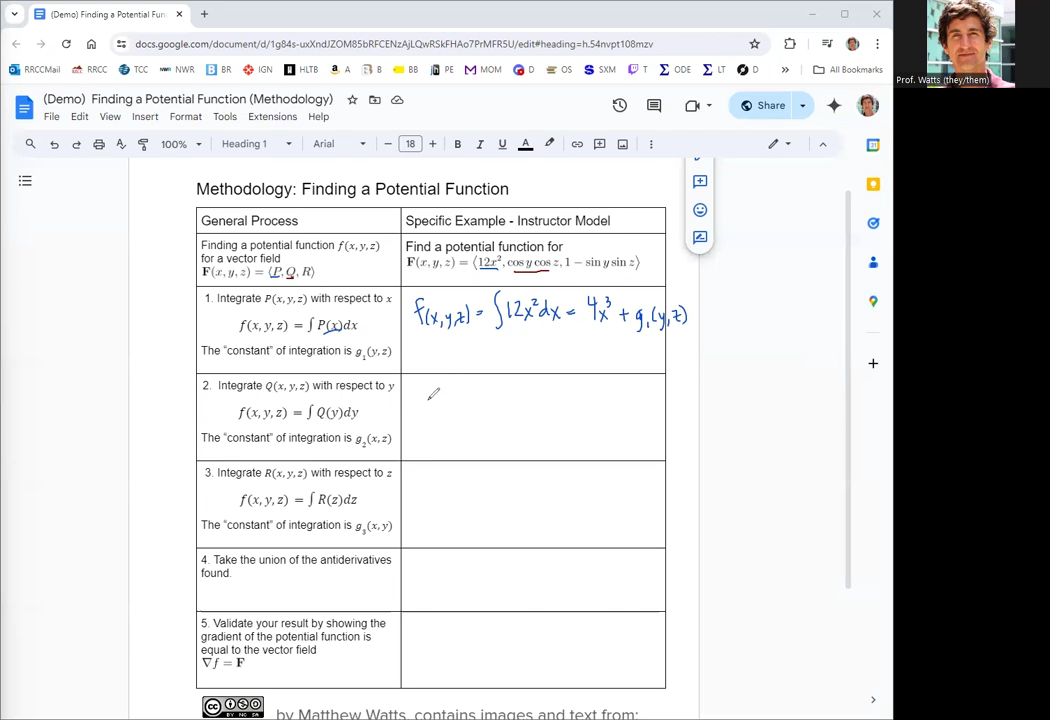 (Demo) Finding a Potential Fun
docs.google.com/document/d/1g84s-uxXndJZOM85bRFCENzAjLQwRSkFHAo7PrMFR5U/edit#heading=h.54nvpt108mzv
RRCCMail RRCC TCC NWR BR IGN HLTB A B BB PE MOM D OS SXM T ODE LT D All Bookmarks
Prof. Watts (they/them)
(Demo) Finding a Potential Function (Methodology)
Share
File Edit View Insert Format Tools Extensions Help
100% Heading 1 Arial 18 B I U A
Methodology: Finding a Potential Function
General Process
Specific Example - Instructor Model
Finding a potential function f(x, y, z)
for a vector field
F(x, y, z) = ⟨P, Q, R⟩
Find a potential function for
F(x, y, z) = ⟨12x², cos y cos z, 1 − sin y sin z⟩
1. Integrate P(x, y, z) with respect to x
f(x, y, z) = ∫ P(x)dx
The “constant” of integration is g₁(y, z)
f(x,y,z) = ∫12x²dx = 4x³ + g₁(y,z)
2. Integrate Q(x, y, z) with respect to y
f(x, y, z) = ∫ Q(y)dy
The “constant” of integration is g₂(x, z)
3. Integrate R(x, y, z) with respect to z
f(x, y, z) = ∫ R(z)dz
The “constant” of integration is g₃(x, y)
4. Take the union of the antiderivatives
found.
5. Validate your result by showing the
gradient of the potential function is
equal to the vector field
∇f = F
by Matthew Watts, contains images and text from: